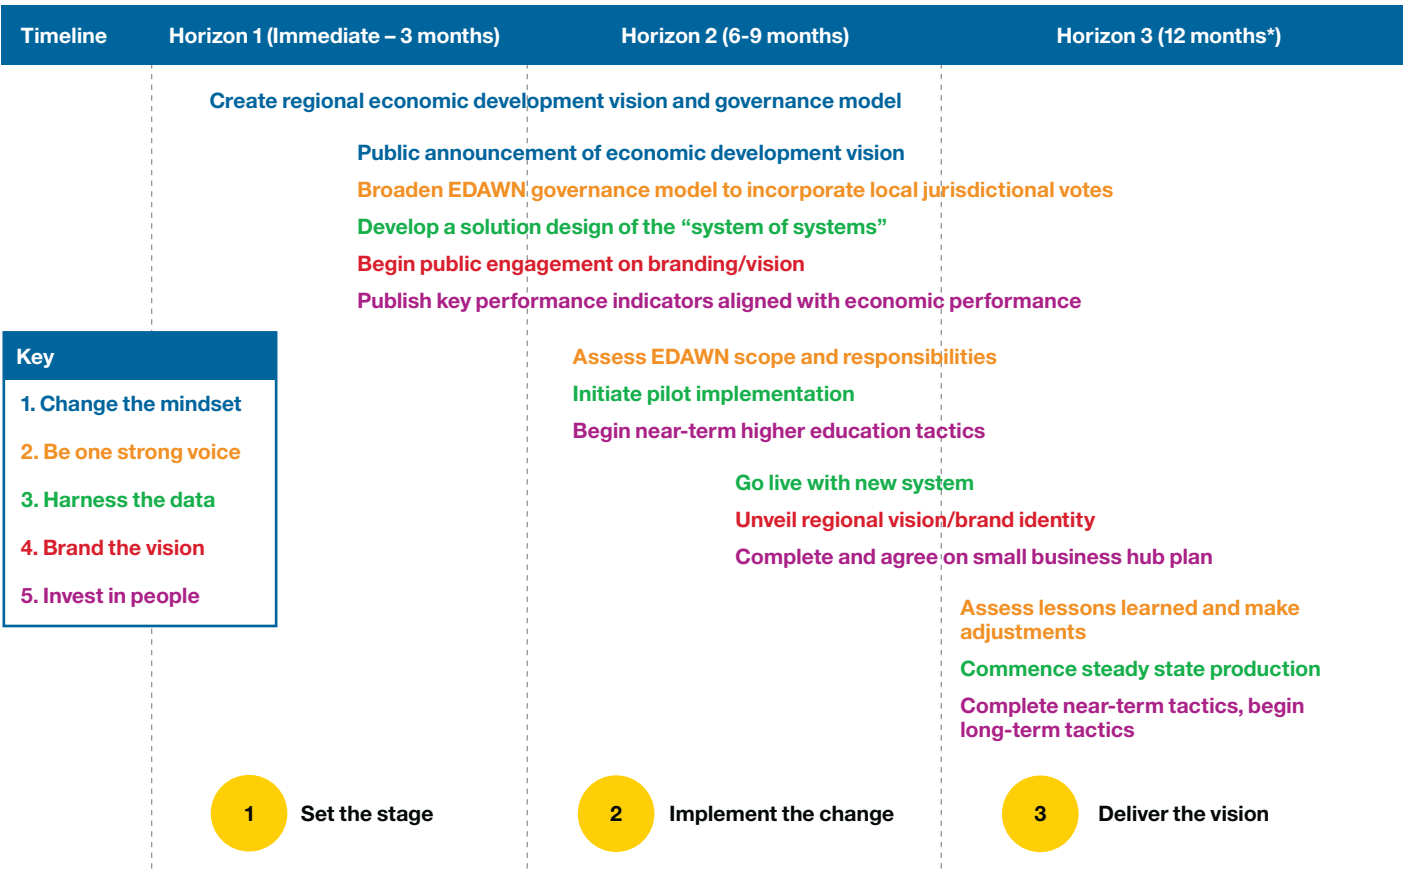 Timeline
Horizon 1 (Immediate – 3 months)
Horizon 2 (6-9 months)
Horizon 3 (12 months*)
Create regional economic development vision and governance model
Public announcement of economic development vision
Broaden EDAWN governance model to incorporate local jurisdictional votes
Develop a solution design of the “system of systems”
Begin public engagement on branding/vision
Publish key performance indicators aligned with economic performance
Key
1. Change the mindset
2. Be one strong voice
3. Harness the data
4. Brand the vision
5. Invest in people
Assess EDAWN scope and responsibilities
Initiate pilot implementation
Begin near-term higher education tactics
Go live with new system
Unveil regional vision/brand identity
Complete and agree on small business hub plan
Assess lessons learned and make
adjustments
Commence steady state production
Complete near-term tactics, begin
long-term tactics
1
Set the stage
2
Implement the change
3
Deliver the vision